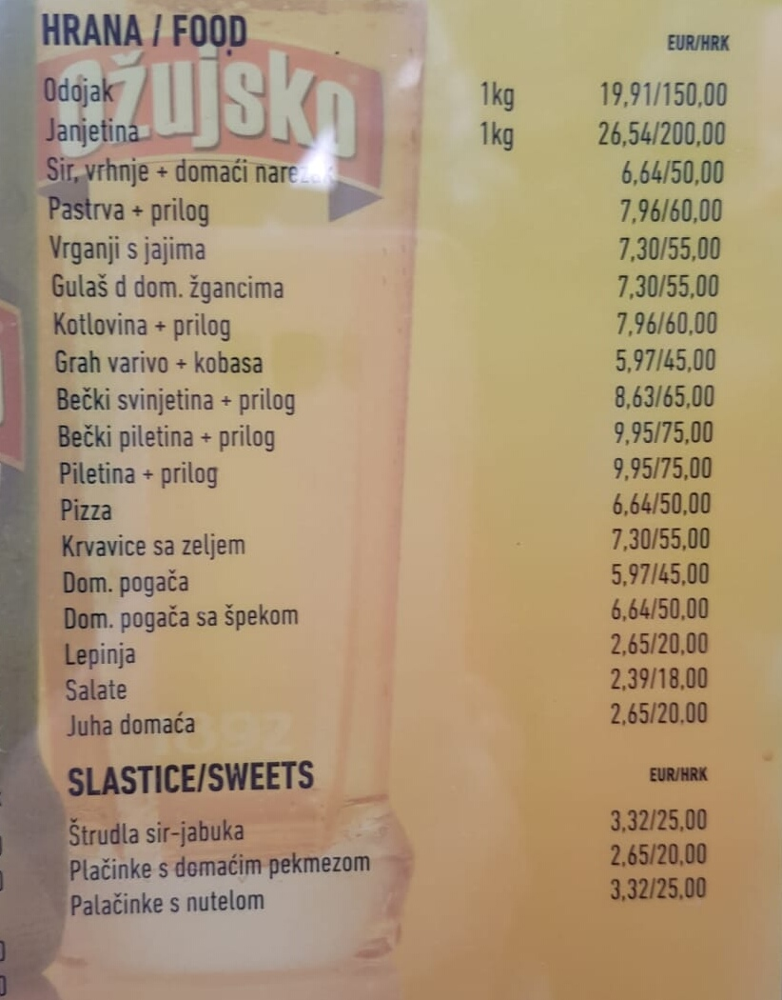 HRANA / FOOD EUR/HRK
ožujsko
Odojak 1kg 19,91/150,00
Janjetina 1kg 26,54/200,00
Sir, vrhnje + domaći narezak 6,64/50,00
Pastrva + prilog 7,96/60,00
Vrganji s jajima 7,30/55,00
Gulaš d dom. žgancima 7,30/55,00
Kotlovina + prilog 7,96/60,00
Grah varivo + kobasa 5,97/45,00
Bečki svinjetina + prilog 8,63/65,00
Bečki piletina + prilog 9,95/75,00
Piletina + prilog 9,95/75,00
Pizza 6,64/50,00
Krvavice sa zeljem 7,30/55,00
Dom. pogača 5,97/45,00
Dom. pogača sa špekom 6,64/50,00
Lepinja 2,65/20,00
Salate 2,39/18,00
Juha domaća 2,65/20,00
1892
SLASTICE/SWEETS EUR/HRK
Štrudla sir-jabuka 3,32/25,00
Plačinke s domaćim pekmezom 2,65/20,00
Palačinke s nutelom 3,32/25,00